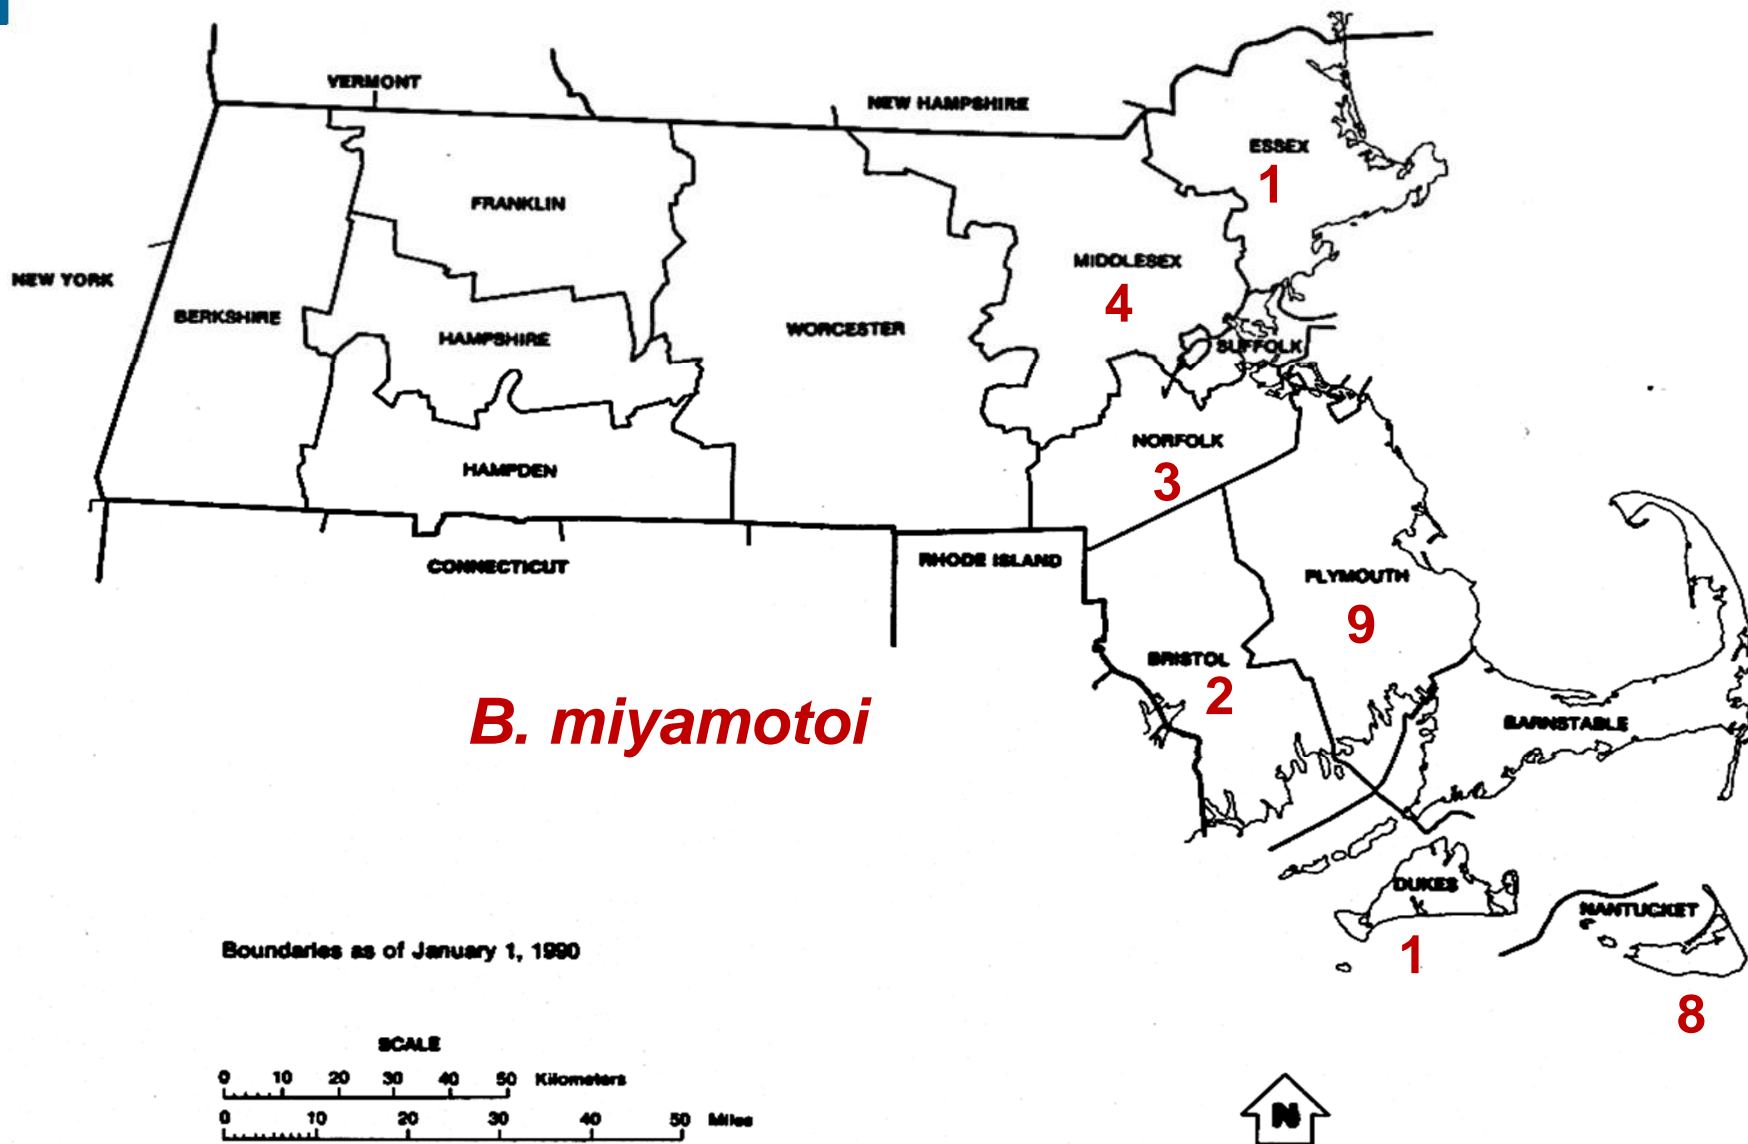 VERMONT
NEW HAMPSHIRE
ESSEX
1
FRANKLIN
MIDDLESEX
4
NEW YORK
BERKSHIRE
HAMPSHIRE
WORCESTER
SUFFOLK
NORFOLK
3
HAMPDEN
CONNECTICUT
RHODE ISLAND
PLYMOUTH
9
BRISTOL
2
B. miyamotoi
BARNSTABLE
DUKES
1
NANTUCKET
8
Boundaries as of January 1, 1990
SCALE
0 10 20 30 40 50 Kilometers
0 10 20 30 40 50 Miles
N